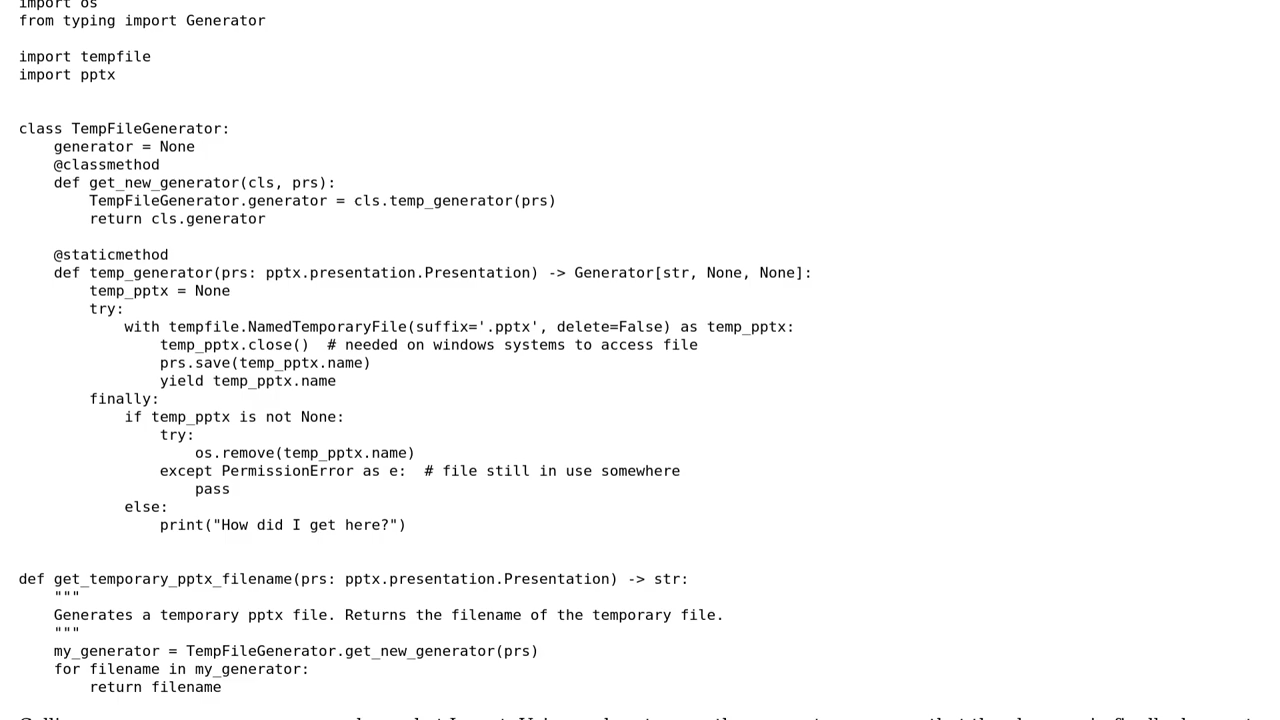 import os
from typing import Generator

import tempfile
import pptx


class TempFileGenerator:
    generator = None
    @classmethod
    def get_new_generator(cls, prs):
        TempFileGenerator.generator = cls.temp_generator(prs)
        return cls.generator

    @staticmethod
    def temp_generator(prs: pptx.presentation.Presentation) -> Generator[str, None, None]:
        temp_pptx = None
        try:
            with tempfile.NamedTemporaryFile(suffix='.pptx', delete=False) as temp_pptx:
                temp_pptx.close()  # needed on windows systems to access file
                prs.save(temp_pptx.name)
                yield temp_pptx.name
        finally:
            if temp_pptx is not None:
                try:
                    os.remove(temp_pptx.name)
                except PermissionError as e:  # file still in use somewhere
                    pass
            else:
                print("How did I get here?")


def get_temporary_pptx_filename(prs: pptx.presentation.Presentation) -> str:
    """
    Generates a temporary pptx file. Returns the filename of the temporary file.
    """
    my_generator = TempFileGenerator.get_new_generator(prs)
    for filename in my_generator:
        return filename